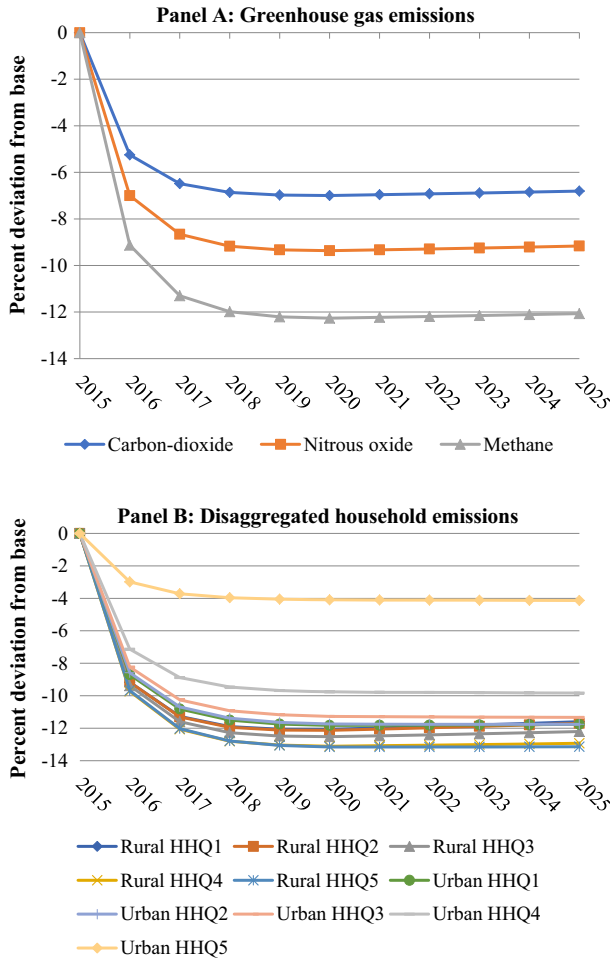 Panel A: Greenhouse gas emissions
Percent deviation from base
0
-2
-4
-6
-8
-10
-12
-14
2015 2016 2017 2018 2019 2020 2021 2022 2023 2024 2025
Carbon-dioxide Nitrous oxide Methane
Panel B: Disaggregated household emissions
Percent deviation from base
0
-2
-4
-6
-8
-10
-12
-14
2015 2016 2017 2018 2019 2020 2021 2022 2023 2024 2025
Rural HHQ1 Rural HHQ2 Rural HHQ3
Rural HHQ4 Rural HHQ5 Urban HHQ1
Urban HHQ2 Urban HHQ3 Urban HHQ4
Urban HHQ5